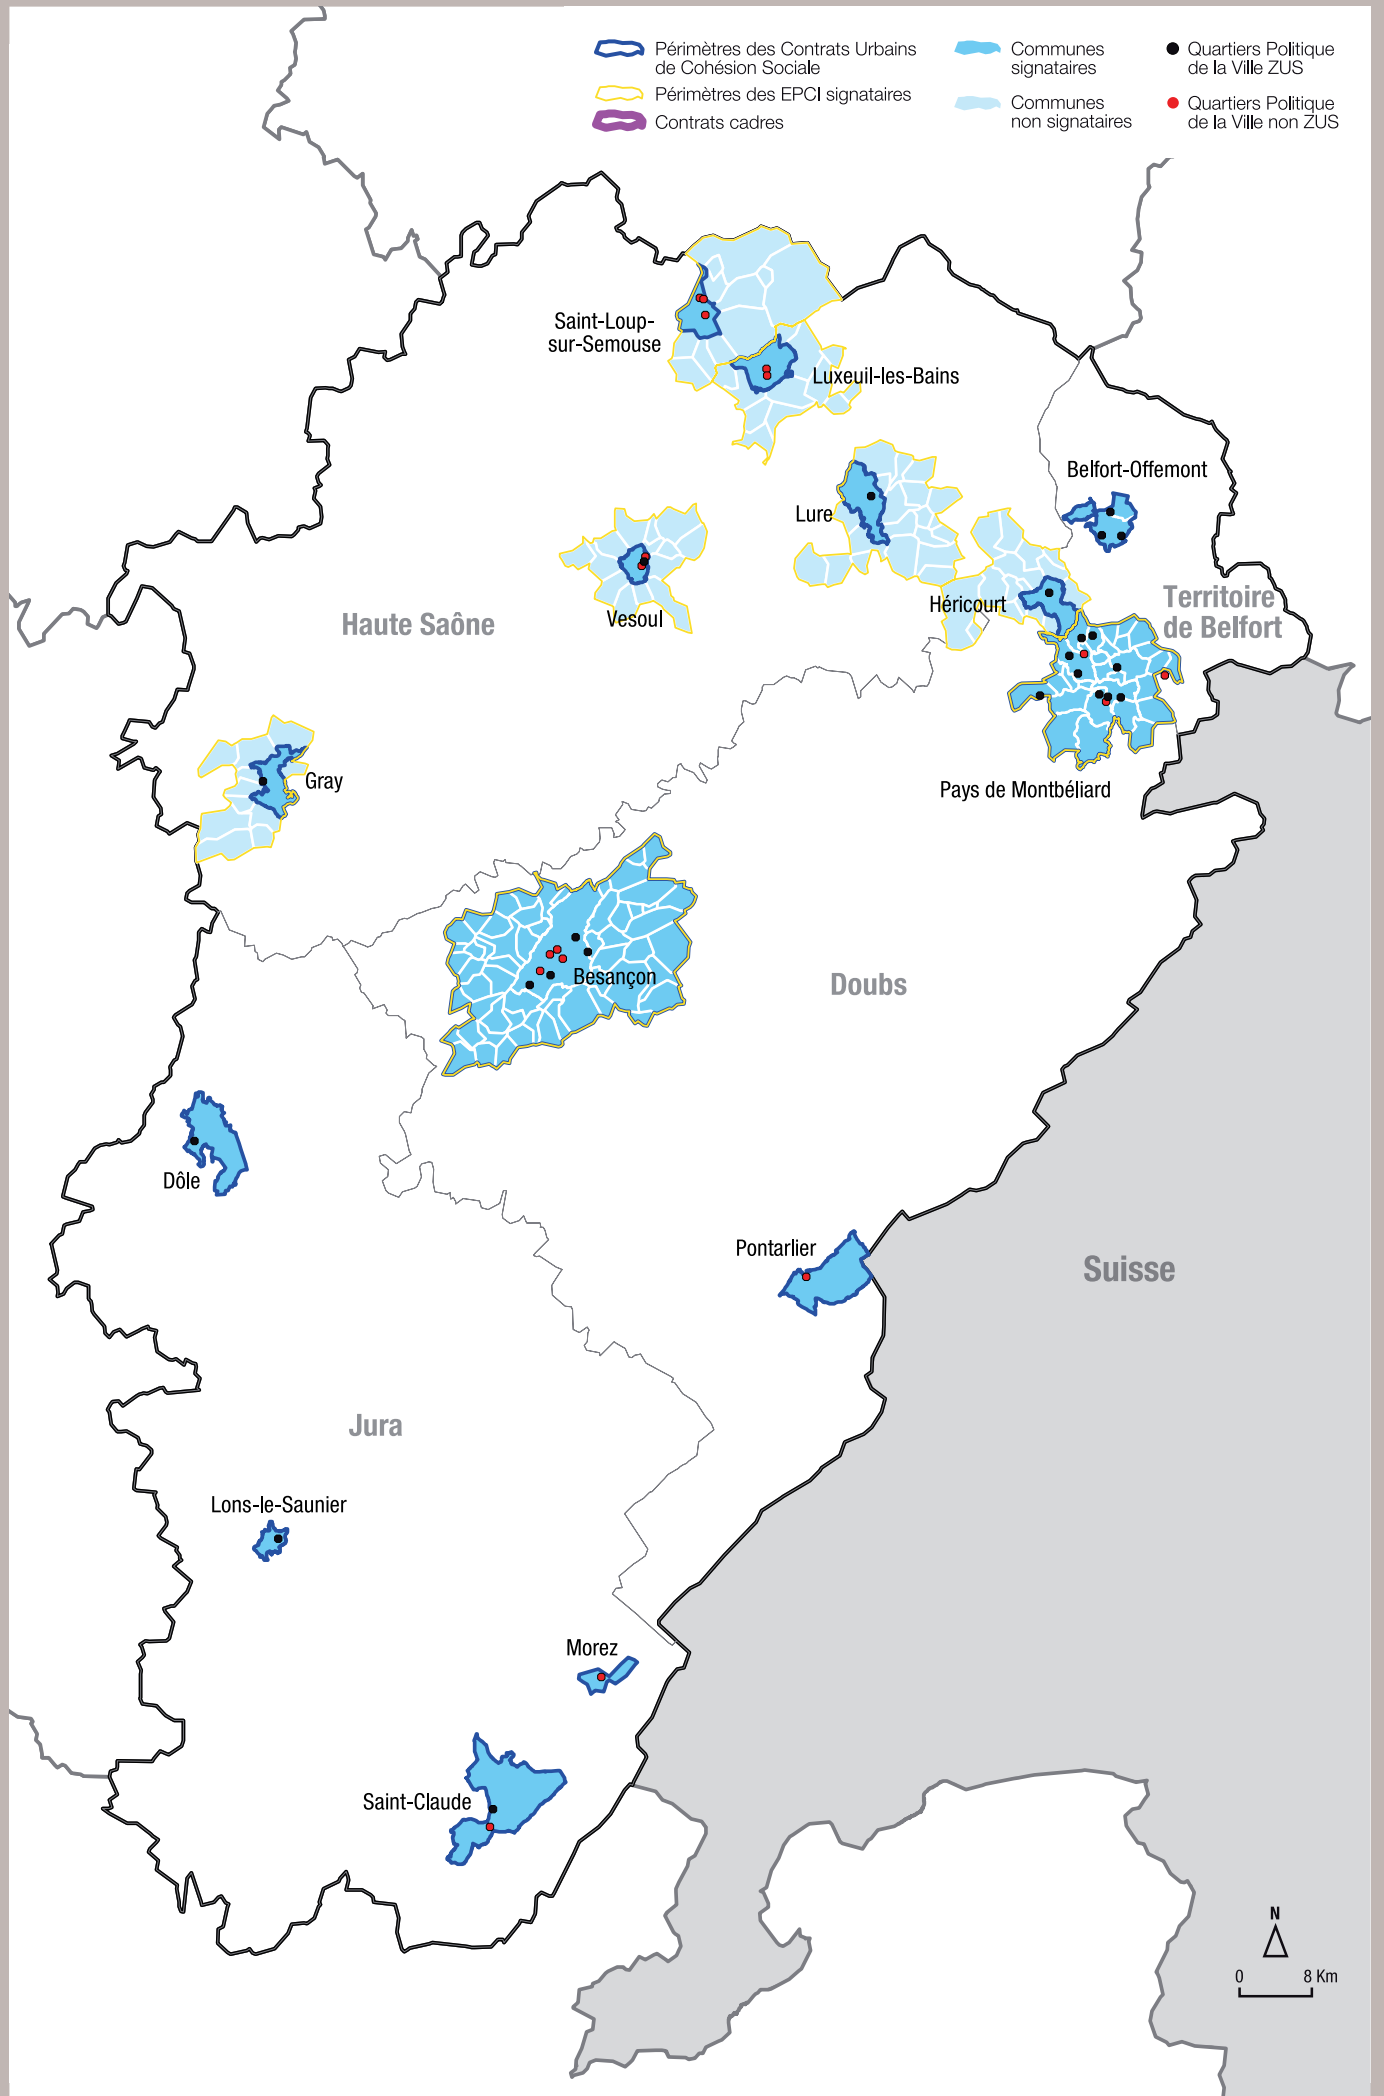 Périmètres des Contrats Urbains
de Cohésion Sociale
Périmètres des EPCI signataires
Contrats cadres
Communes
signataires
Communes
non signataires
Quartiers Politique
de la Ville ZUS
Quartiers Politique
de la Ville non ZUS
Saint-Loup-
sur-Semouse
Luxeuil-les-Bains
Belfort-Offemont
Lure
Vesoul
Héricourt
Haute Saône
Territoire
de Belfort
Gray
Pays de Montbéliard
Besançon
Doubs
Dôle
Pontarlier
Suisse
Jura
Lons-le-Saunier
Morez
Saint-Claude
N
0 8 Km